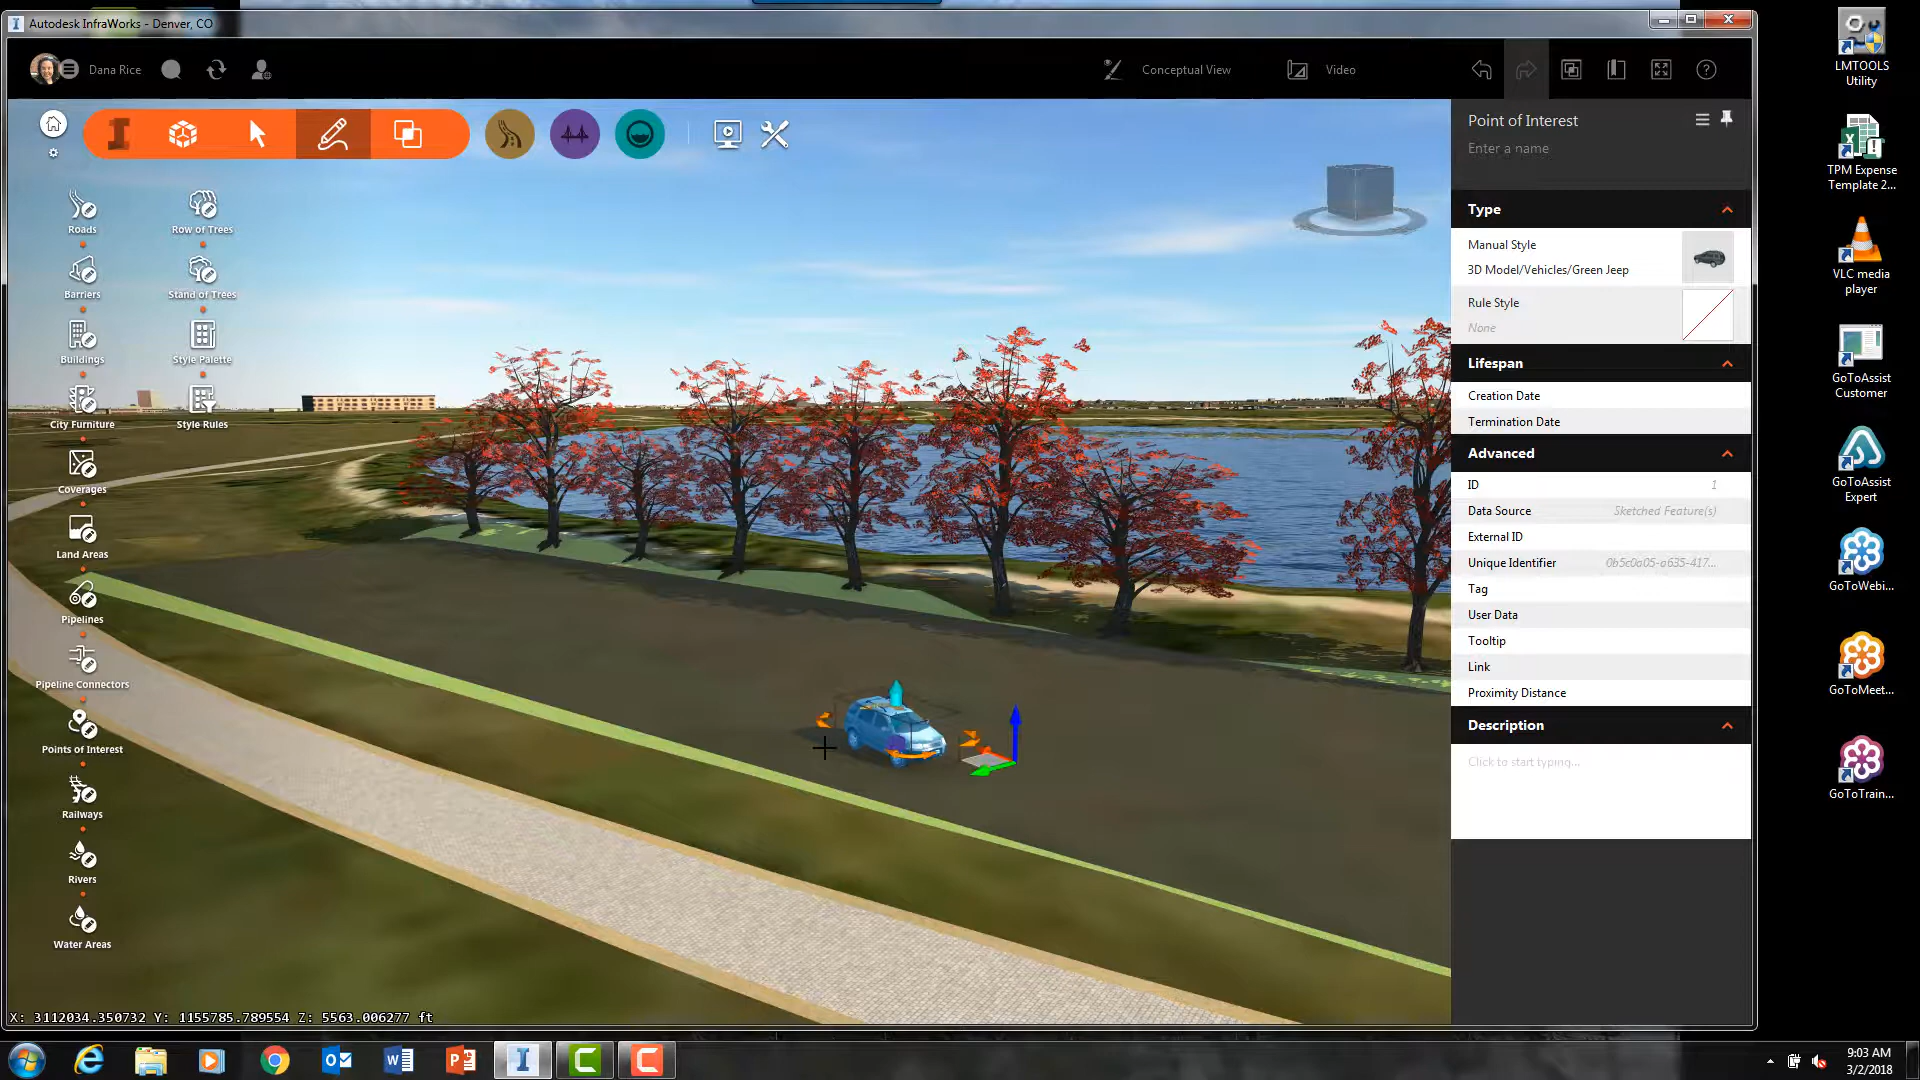 Autodesk InfraWorks - Denver, CO
Dana Rice
Conceptual View
Video
Roads
Row of Trees
Barriers
Stand of Trees
Buildings
Style Palette
City Furniture
Style Rules
Coverages
Land Areas
Pipelines
Pipeline Connectors
Points of Interest
Railways
Rivers
Water Areas
X: 3112034.350732 Y: 1155785.789554 Z: 5563.006277 ft
Point of Interest
Enter a name
Type
Manual Style
3D Model/Vehicles/Green Jeep
Rule Style
None
Lifespan
Creation Date
Termination Date
Advanced
ID 1
Data Source Sketched Feature(s)
External ID
Unique Identifier 0b5c0a05-a635-417...
Tag
User Data
Tooltip
Link
Proximity Distance
Description
Click to start typing...
LMTOOLS
Utility
TPM Expense
Template 2...
VLC media
player
GoToAssist
Customer
GoToAssist
Expert
GoToWebi...
GoToMeet...
GoToTrain...
9:03 AM
3/2/2018